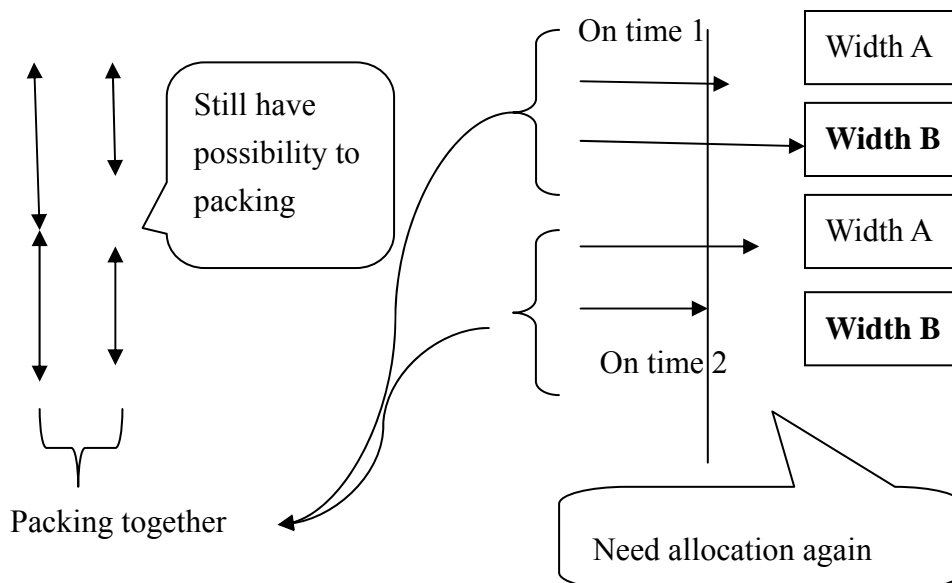 On time 1
Width A
Still have
possibility to
packing
Width B
Width A
Width B
On time 2
Packing together
Need allocation again